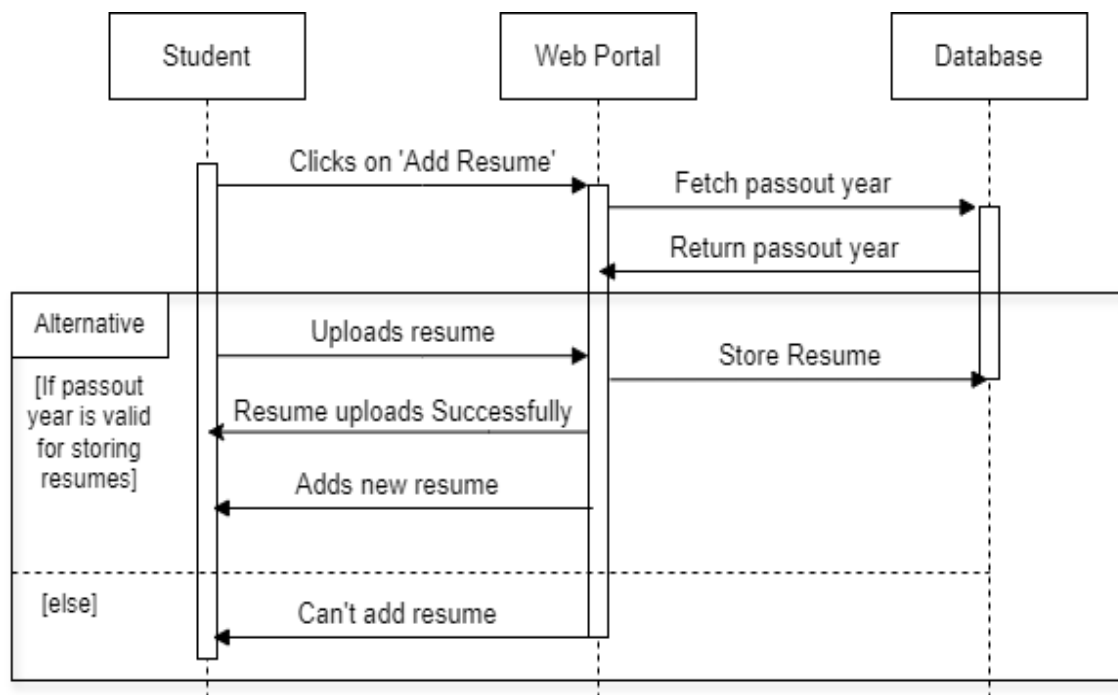 Student
Web Portal
Database
Clicks on 'Add Resume'
Fetch passout year
Return passout year
Alternative
Uploads resume
Store Resume
[If passout
year is valid
for storing
resumes]
Resume uploads Successfully
Adds new resume
[else]
Can't add resume